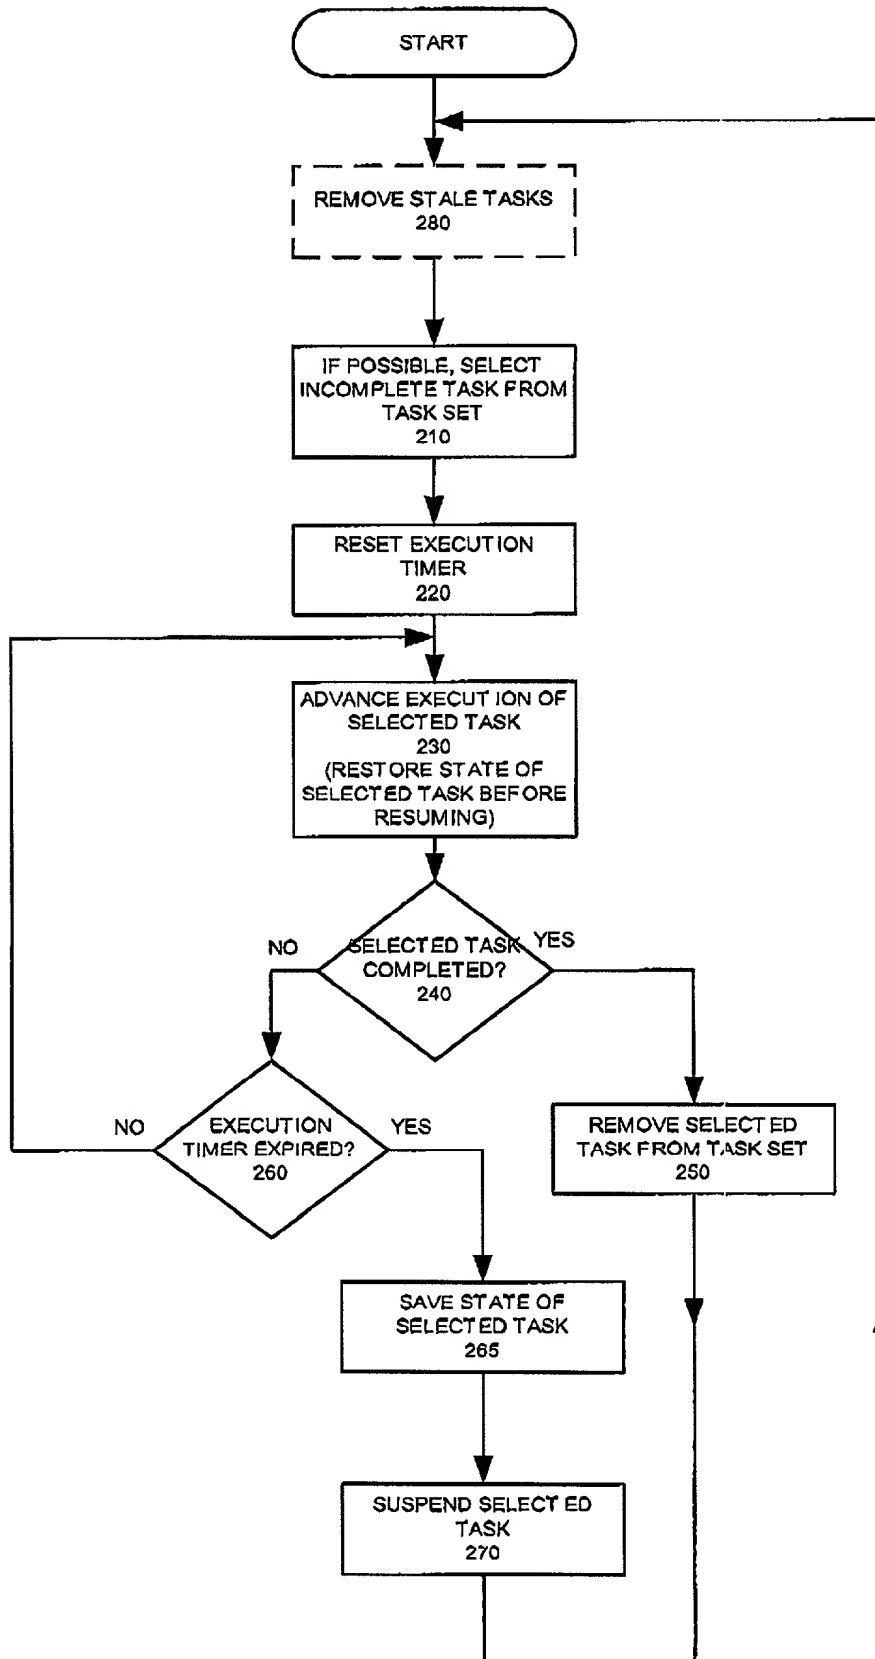 START
REMOVE STALE TASKS
280
IF POSSIBLE, SELECT
INCOMPLETE TASK FROM
TASK SET
210
RESET EXECUTION
TIMER
220
ADVANCE EXECUTION OF
SELECTED TASK
230
(RESTORE STATE OF
SELECTED TASK BEFORE
RESUMING)
NO
SELECTED TASK
COMPLETED?
240
YES
NO
EXECUTION
TIMER EXPIRED?
260
YES
REMOVE SELECTED
TASK FROM TASK SET
250
SAVE STATE OF
SELECTED TASK
265
SUSPEND SELECTED
TASK
270